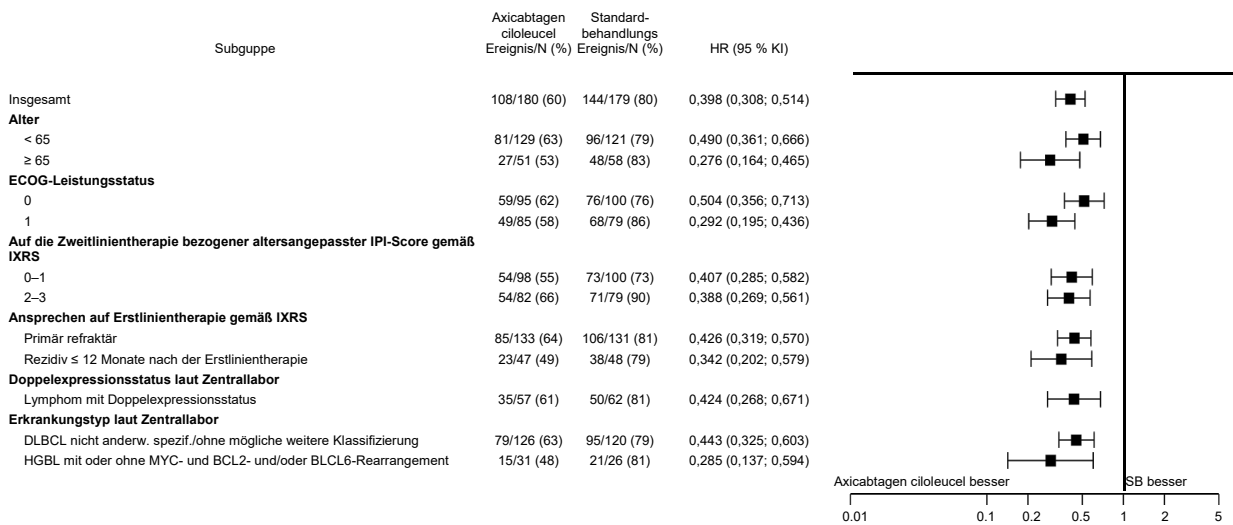 Subguppe
Axicabtagen
ciloleucel
Ereignis/N (%)
Standard-
behandlungs
Ereignis/N (%)
HR (95 % KI)
Insgesamt 108/180 (60) 144/179 (80) 0,398 (0,308; 0,514)
Alter
< 65 81/129 (63) 96/121 (79) 0,490 (0,361; 0,666)
≥ 65 27/51 (53) 48/58 (83) 0,276 (0,164; 0,465)
ECOG-Leistungsstatus
0 59/95 (62) 76/100 (76) 0,504 (0,356; 0,713)
1 49/85 (58) 68/79 (86) 0,292 (0,195; 0,436)
Auf die Zweitlinientherapie bezogener altersangepasster IPI-Score gemäß
IXRS
0–1 54/98 (55) 73/100 (73) 0,407 (0,285; 0,582)
2–3 54/82 (66) 71/79 (90) 0,388 (0,269; 0,561)
Ansprechen auf Erstlinientherapie gemäß IXRS
Primär refraktär 85/133 (64) 106/131 (81) 0,426 (0,319; 0,570)
Rezidiv ≤ 12 Monate nach der Erstlinientherapie 23/47 (49) 38/48 (79) 0,342 (0,202; 0,579)
Doppelexpressionsstatus laut Zentrallabor
Lymphom mit Doppelexpressionsstatus 35/57 (61) 50/62 (81) 0,424 (0,268; 0,671)
Erkrankungstyp laut Zentrallabor
DLBCL nicht anderw. spezif./ohne mögliche weitere Klassifizierung 79/126 (63) 95/120 (79) 0,443 (0,325; 0,603)
HGBL mit oder ohne MYC- und BCL2- und/oder BLCL6-Rearrangement 15/31 (48) 21/26 (81) 0,285 (0,137; 0,594)
Axicabtagen ciloleucel besser SB besser
0.01 0.1 0.2 0.5 1 2 5